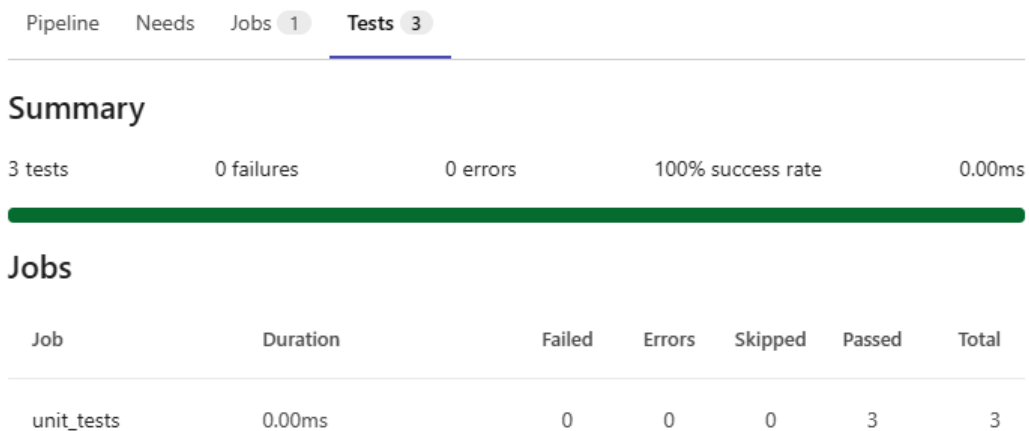 Pipeline Needs Jobs 1 Tests 3
Summary
3 tests 0 failures 0 errors 100% success rate 0.00ms
Jobs
Job Duration Failed Errors Skipped Passed Total
unit_tests 0.00ms 0 0 0 3 3